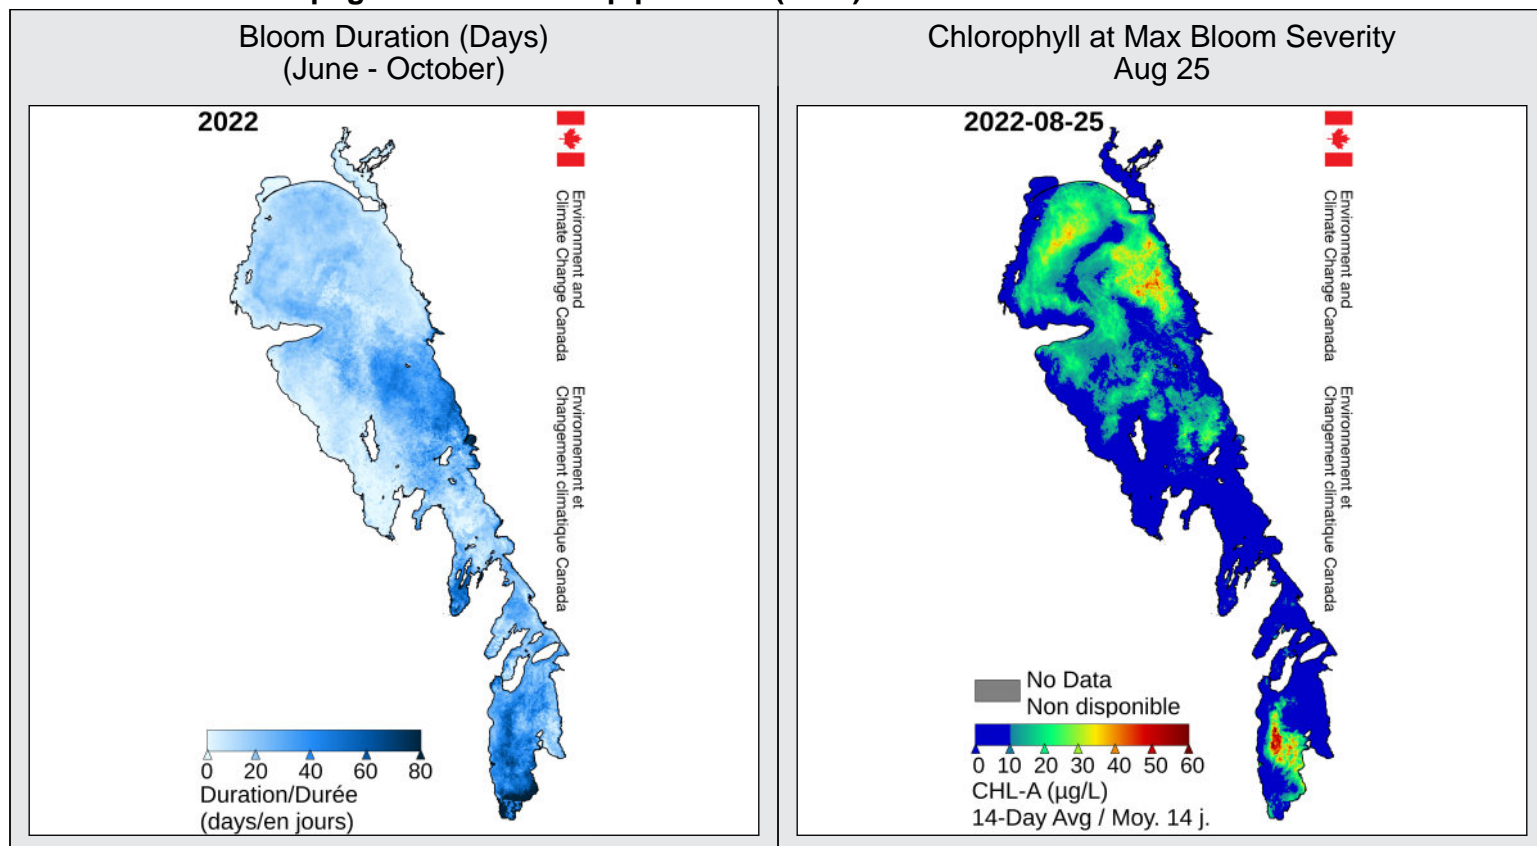 Bloom Duration (Days)
(June - October)
2022
Environment and
Climate Change Canada
Environnement et
Changement climatique Canada
0 20 40 60 80
Duration/Durée
(days/en jours)
Chlorophyll at Max Bloom Severity
Aug 25
2022-08-25
Environment and
Climate Change Canada
Environnement et
Changement climatique Canada
No Data
Non disponible
0 10 20 30 40 50 60
CHL-A (µg/L)
14-Day Avg / Moy. 14 j.